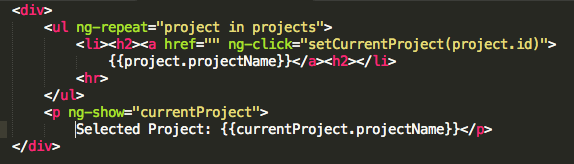 <div>
<ul ng-repeat="project in projects">
<li><h2><a href="" ng-click="setCurrentProject(project.id)">
{{project.projectName}}</a><h2></li>
<hr>
</ul>
<p ng-show="currentProject">
Selected Project: {{currentProject.projectName}}</p>
</div>